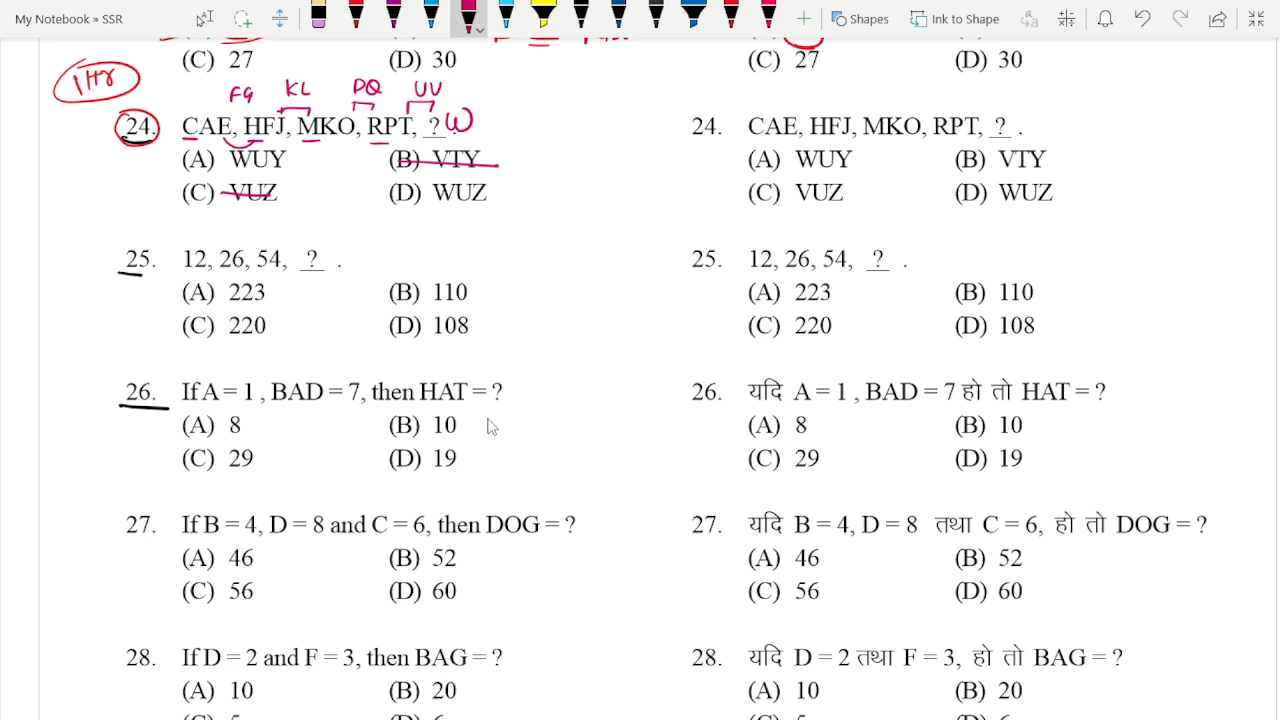 My Notebook » SSR
Shapes
Ink to Shape
(C) 27 (D) 30
(C) 27 (D) 30
1Hr
FG KL PQ UV
24. CAE, HFJ, MKO, RPT, ? . W
(A) WUY (B) VTY
(C) VUZ (D) WUZ
24. CAE, HFJ, MKO, RPT, ? .
(A) WUY (B) VTY
(C) VUZ (D) WUZ
25. 12, 26, 54, ? .
(A) 223 (B) 110
(C) 220 (D) 108
25. 12, 26, 54, ? .
(A) 223 (B) 110
(C) 220 (D) 108
26. If A = 1 , BAD = 7, then HAT = ?
(A) 8 (B) 10
(C) 29 (D) 19
26. यदि A = 1 , BAD = 7 हो तो HAT = ?
(A) 8 (B) 10
(C) 29 (D) 19
27. If B = 4, D = 8 and C = 6, then DOG = ?
(A) 46 (B) 52
(C) 56 (D) 60
27. यदि B = 4, D = 8 तथा C = 6, हो तो DOG = ?
(A) 46 (B) 52
(C) 56 (D) 60
28. If D = 2 and F = 3, then BAG = ?
(A) 10 (B) 20
28. यदि D = 2 तथा F = 3, हो तो BAG = ?
(A) 10 (B) 20